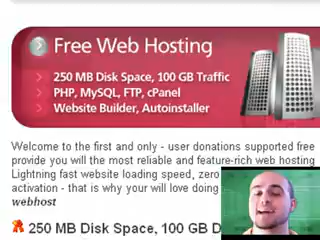 Free Web Hosting
250 MB Disk Space, 100 GB Traffic
PHP, MySQL, FTP, cPanel
Website Builder, Autoinstaller
Welcome to the first and only - user donations supported free
provide you will the most reliable and feature-rich web hosting
Lightning fast website loading speed, zero
activation - that is why your will love doing
webhost
250 MB Disk Space, 100 GB D